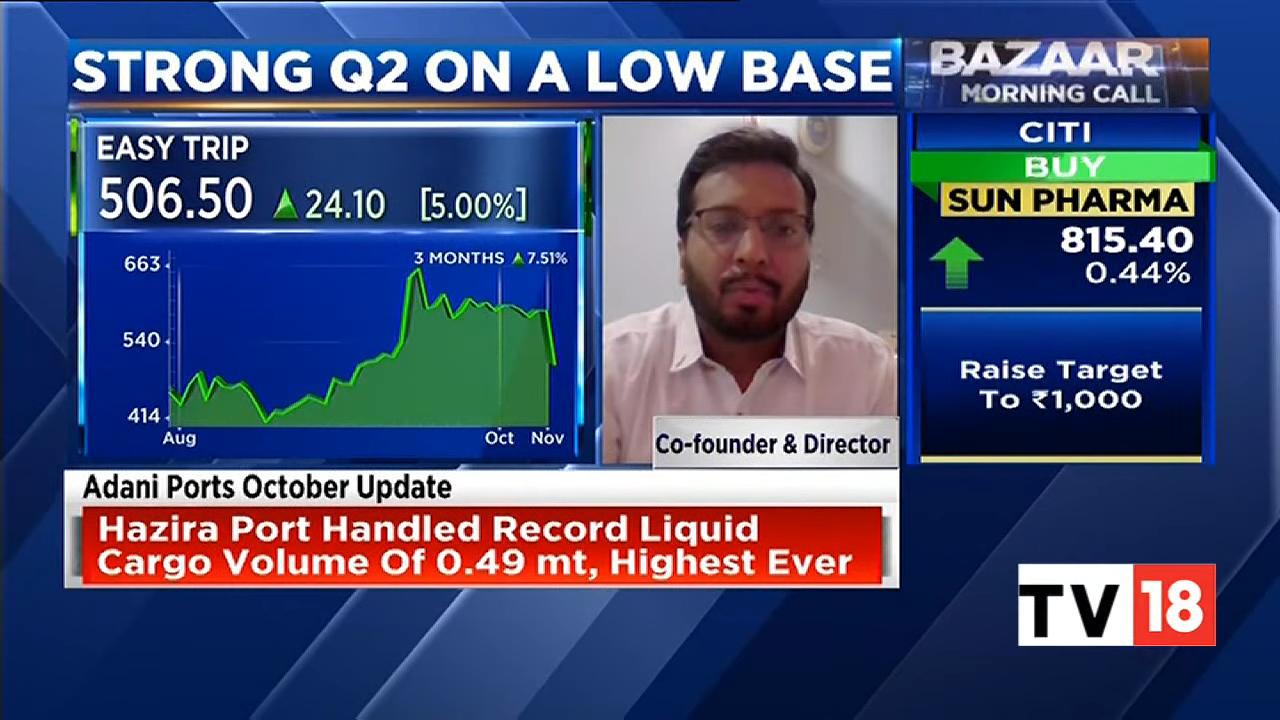 STRONG Q2 ON A LOW BASE
BAZAAR
MORNING CALL
EASY TRIP
506.50 ▲ 24.10 [5.00%]
3 MONTHS ▲ 7.51%
663
540
414
Aug Oct Nov
Co-founder & Director
CITI
BUY
SUN PHARMA
815.40
0.44%
Raise Target
To ₹1,000
Adani Ports October Update
Hazira Port Handled Record Liquid
Cargo Volume Of 0.49 mt, Highest Ever
TV18